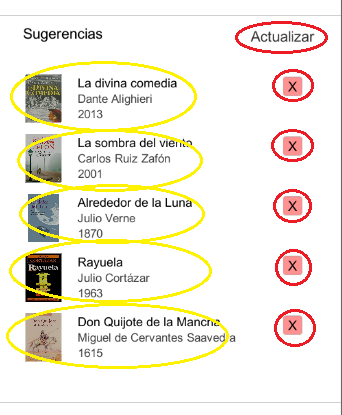 Sugerencias
Actualizar
La divina comedia
Dante Alighieri
2013
X
La sombra del viento
Carlos Ruiz Zafón
2001
X
Alrededor de la Luna
Julio Verne
1870
X
Rayuela
Julio Cortázar
1963
X
Rayuela
Don Quijote de la Mancha
Miguel de Cervantes Saavedra
1615
X